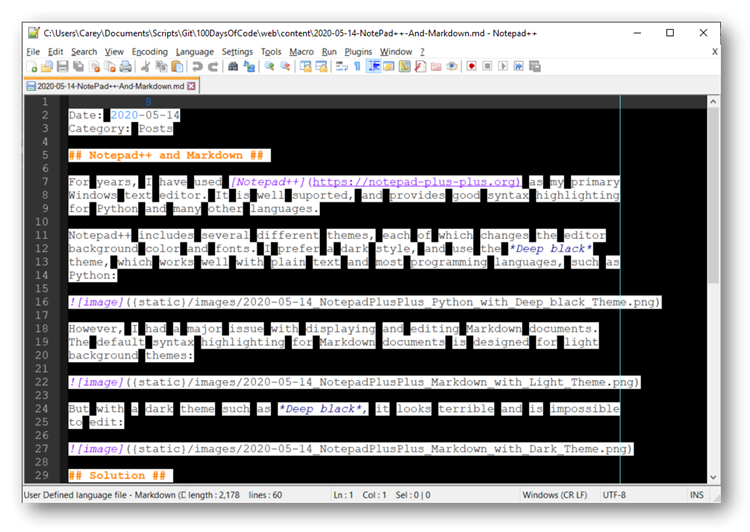 C:\Users\Carey\Documents\Scripts\Git\100DaysOfCode\web\content\2020-05-14-NotePad++-And-Markdown.md - Notepad++
File Edit Search View Encoding Language Settings Tools Macro Run Plugins Window ? X
2020-05-14-NotePad++-And-Markdown.md
1 8
2 Date: 2020-05-14
3 Category: Posts
4
5 ## Notepad++ and Markdown ##
6
7 For years, I have used [Notepad++](https://notepad-plus-plus.org) as my primary
8 Windows text editor. It is well suported, and provides good syntax highlighting
9 for Python and many other languages.
10
11 Notepad++ includes several different themes, each of which changes the editor
12 background color and fonts. I prefer a dark style, and use the *Deep black*
13 theme, which works well with plain text and most programming languages, such as
14 Python:
15
16 ![image]({static}/images/2020-05-14_NotepadPlusPlus_Python_with_Deep_black_Theme.png)
17
18 However, I had a major issue with displaying and editing Markdown documents.
19 The default syntax highlighting for Markdown documents is designed for light
20 background themes:
21
22 ![image]({static}/images/2020-05-14_NotepadPlusPlus_Markdown_with_Light_Theme.png)
23
24 But with a dark theme such as *Deep black*, it looks terrible and is impossible
25 to edit:
26
27 ![image]({static}/images/2020-05-14_NotepadPlusPlus_Markdown_with_Dark_Theme.png)
28
29 ## Solution ##
User Defined language file - Markdown (D length : 2,178 lines : 60 Ln : 1 Col : 1 Sel : 0 | 0 Windows (CR LF) UTF-8 INS